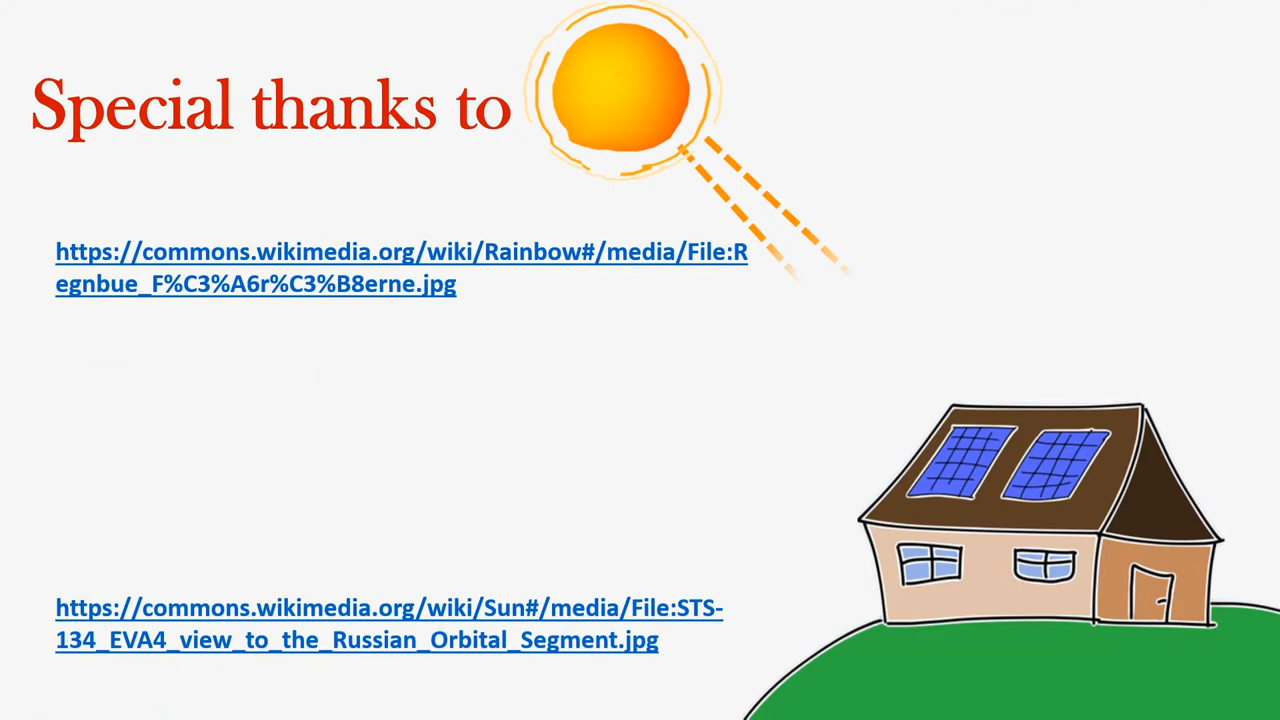 Special thanks to
https://commons.wikimedia.org/wiki/Rainbow#/media/File:R
egnbue_F%C3%A6r%C3%B8erne.jpg
https://commons.wikimedia.org/wiki/Sun#/media/File:STS-
134_EVA4_view_to_the_Russian_Orbital_Segment.jpg